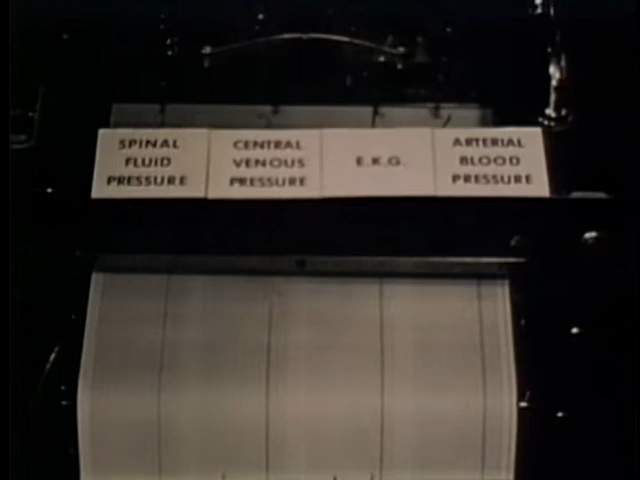 SPINAL
FLUID
PRESSURE
CENTRAL
VENOUS
PRESSURE
E.K.G.
ARTERIAL
BLOOD
PRESSURE